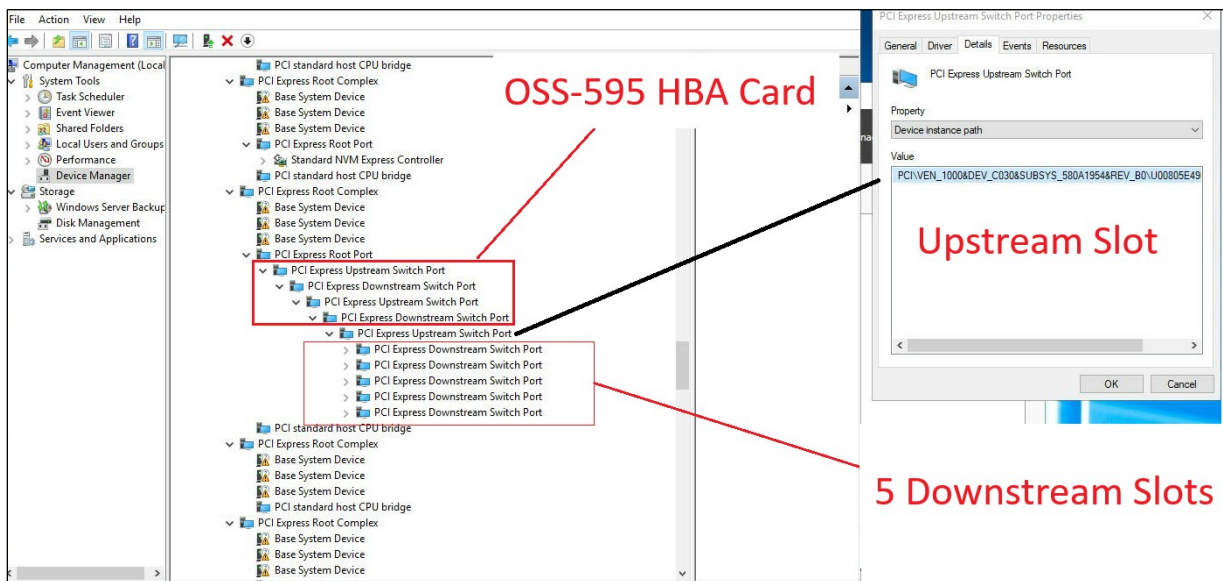 File Action View Help
Computer Management (Local
System Tools
Task Scheduler
Event Viewer
Shared Folders
Local Users and Groups
Performance
Device Manager
Storage
Windows Server Backup
Disk Management
Services and Applications
PCI standard host CPU bridge
PCI Express Root Complex
Base System Device
Base System Device
Base System Device
PCI Express Root Port
Standard NVM Express Controller
PCI standard host CPU bridge
PCI Express Root Complex
Base System Device
Base System Device
Base System Device
PCI Express Root Port
PCI Express Upstream Switch Port
PCI Express Downstream Switch Port
PCI Express Upstream Switch Port
PCI Express Downstream Switch Port
PCI Express Upstream Switch Port
PCI Express Downstream Switch Port
PCI Express Downstream Switch Port
PCI Express Downstream Switch Port
PCI Express Downstream Switch Port
PCI Express Downstream Switch Port
PCI standard host CPU bridge
PCI Express Root Complex
Base System Device
Base System Device
Base System Device
PCI standard host CPU bridge
PCI Express Root Complex
Base System Device
Base System Device
Base System Device
OSS-595 HBA Card
PCI Express Upstream Switch Port Properties
General Driver Details Events Resources
PCI Express Upstream Switch Port
Property
Device instance path
Value
PCI\VEN_1000&DEV_C030&SUBSYS_580A1954&REV_B0\U00805E49
Upstream Slot
OK Cancel
5 Downstream Slots